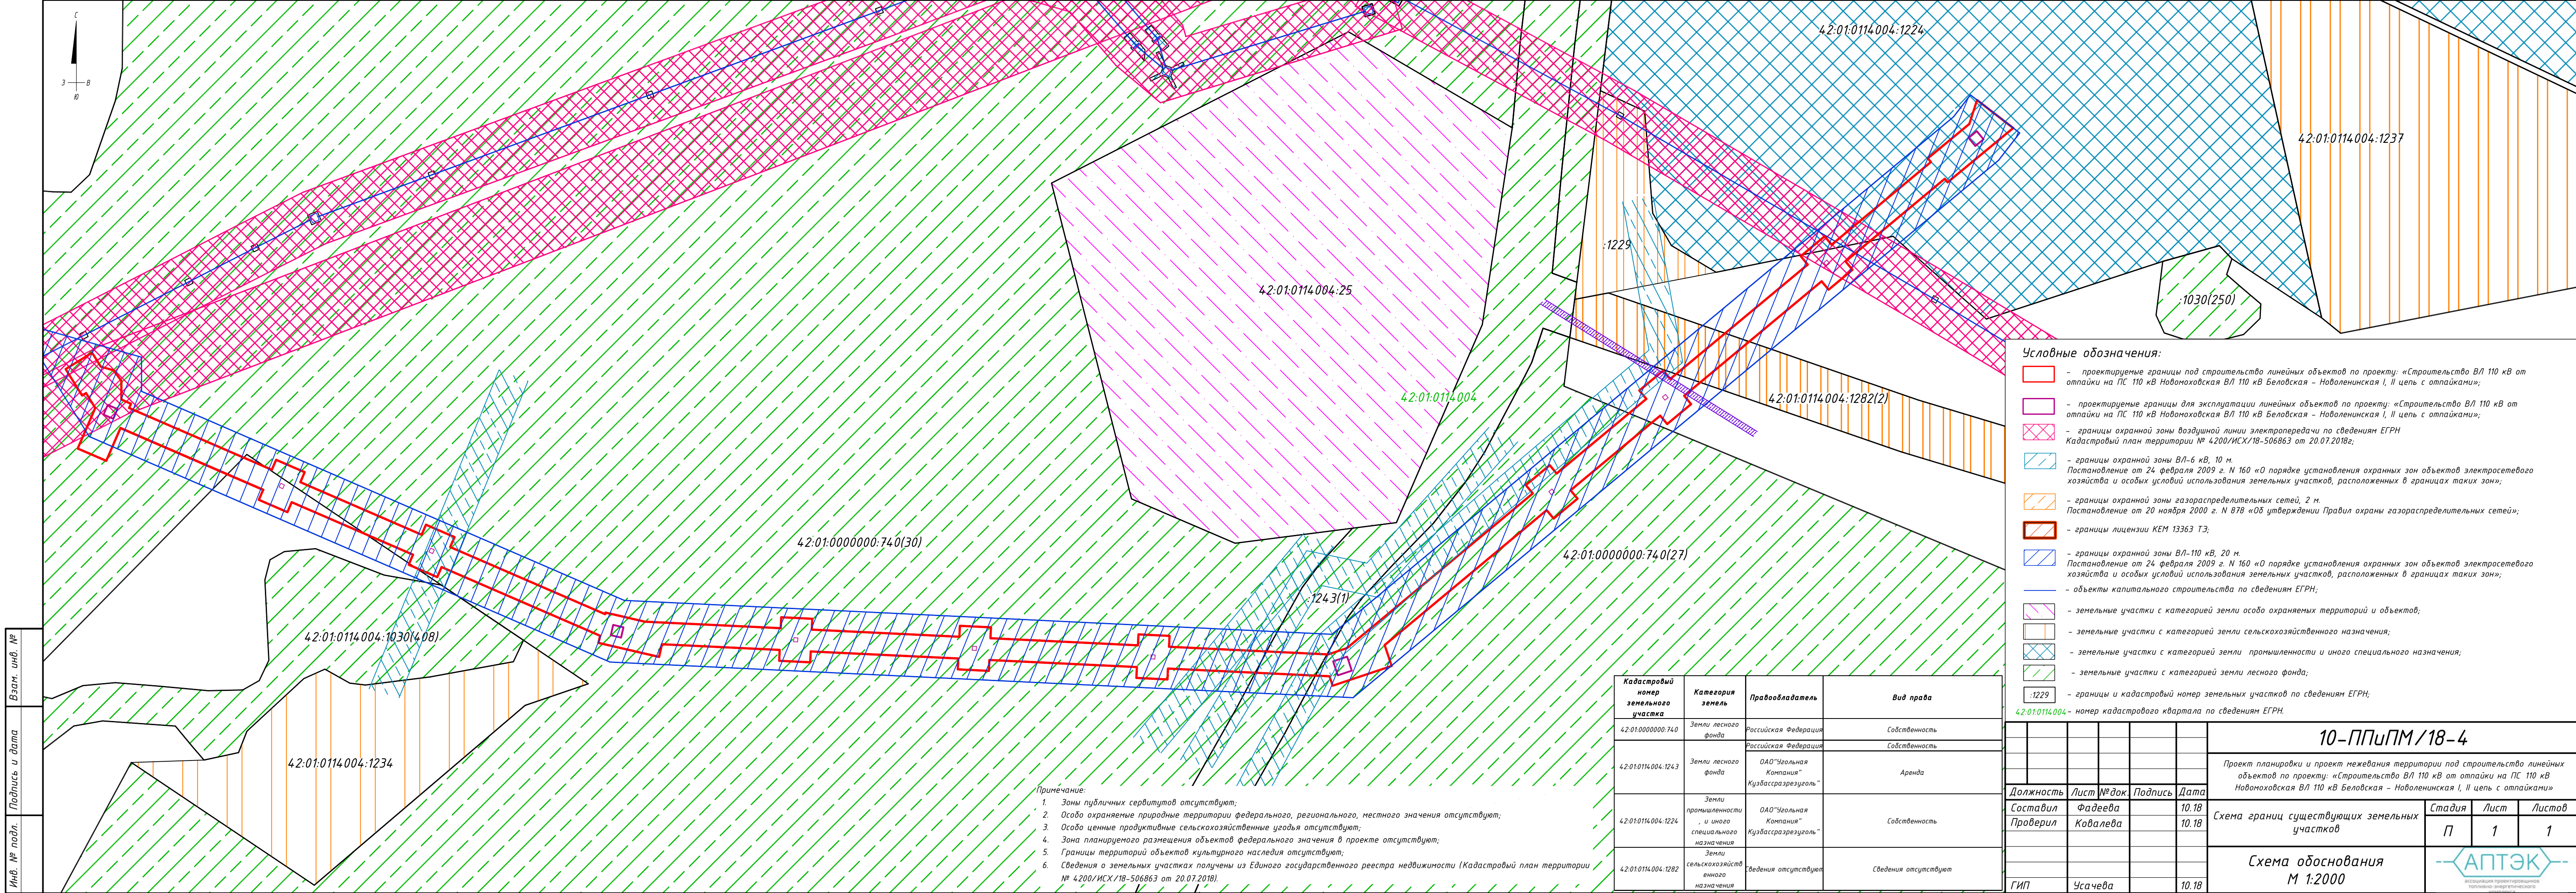 С
З
В
Ю
42:01:0114004:1224
42:01:0114004:1237
:1229
42:01:0114004:25
:1030(250)
42:01:0114004
42:01:0114004:1282(2)
42:01:0000000:740(30)
42:01:0000000:740(27)
:1243(1)
42:01:0114004:1030(408)
42:01:0114004:1234
Условные обозначения:
- проектируемые границы под строительство линейных объектов по проекту: «Строительство ВЛ 110 кВ от
отпайки на ПС 110 кВ Новомоховская ВЛ 110 кВ Беловская - Новоленинская I, II цепь с отпайками»;
- проектируемые границы для эксплуатации линейных объектов по проекту: «Строительство ВЛ 110 кВ от
отпайки на ПС 110 кВ Новомоховская ВЛ 110 кВ Беловская - Новоленинская I, II цепь с отпайками»;
- границы охранной зоны воздушной линии электропередачи по сведениям ЕГРН
Кадастровый план территории № 4200/ИСХ/18-506863 от 20.07.2018г;
- границы охранной зоны ВЛ-6 кВ, 10 м.
Постановление от 24 февраля 2009 г. N 160 «О порядке установления охранных зон объектов электросетевого
хозяйства и особых условий использования земельных участков, расположенных в границах таких зон»;
- границы охранной зоны газораспределительных сетей, 2 м.
Постановление от 20 ноября 2000 г. N 878 «Об утверждении Правил охраны газораспределительных сетей»;
- границы лицензии КЕМ 13363 ТЭ;
- границы охранной зоны ВЛ-110 кВ, 20 м.
Постановление от 24 февраля 2009 г. N 160 «О порядке установления охранных зон объектов электросетевого
хозяйства и особых условий использования земельных участков, расположенных в границах таких зон»;
- объекты капитального строительства по сведениям ЕГРН;
- земельные участки с категорией земли особо охраняемых территорий и объектов;
- земельные участки с категорией земли сельскохозяйственного назначения;
- земельные участки с категорией земли промышленности и иного специального назначения;
- земельные участки с категорией земли лесного фонда;
:1229 - границы и кадастровый номер земельных участков по сведениям ЕГРН;
42:01:0114004 - номер кадастрового квартала по сведениям ЕГРН.
Примечание:
1. Зоны публичных сервитутов отсутствуют;
2. Особо охраняемые природные территории федерального, регионального, местного значения отсутствуют;
3. Особо ценные продуктивные сельскохозяйственные угодья отсутствуют;
4. Зона планируемого размещения объектов федерального значения в проекте отсутствуют;
5. Границы территорий объектов культурного наследия отсутствуют;
6. Сведения о земельных участках получены из Единого государственного реестра недвижимости (Кадастровый план территории
№ 4200/ИСХ/18-506863 от 20.07.2018).
Кадастровый номер земельного участка Категория земель Правообладатель Вид права
42:01:0000000:740 Земли лесного фонда Российская Федерация Собственность
42:01:0114004:1243 Земли лесного фонда Российская Федерация Собственность
ОАО"Угольная Компания" Кузбассразрезуголь" Аренда
42:01:0114004:1224 Земли промышленности , и иного специального назначения ОАО"Угольная Компания" Кузбассразрезуголь" Собственность
42:01:0114004:1282 Земли сельскохозяйств енного назначения Сведения отсутствуют Сведения отсутствуют
10-ППиПМ/18-4
Проект планировки и проект межевания территории под строительство линейных
объектов по проекту: «Строительство ВЛ 110 кВ от отпайки на ПС 110 кВ
Новомоховская ВЛ 110 кВ Беловская - Новоленинская I, II цепь с отпайками»
Должность Лист №док. Подпись Дата
Составил Фадеева 10.18
Проверил Ковалева 10.18
ГИП Усачева 10.18
Схема границ существующих земельных
участков
Стадия Лист Листов
П 1 1
Схема обоснования
М 1:2000
АПТЭК
Взам. инв. №
Подпись и дата
Инв. № подл.